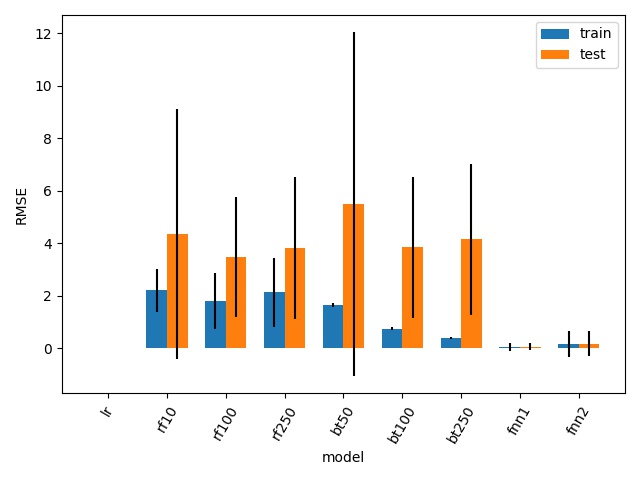 train
test
12
10
8
6
4
2
0
RMSE
lr
rf10
rf100
rf250
bt50
bt100
bt250
fnn1
fnn2
model